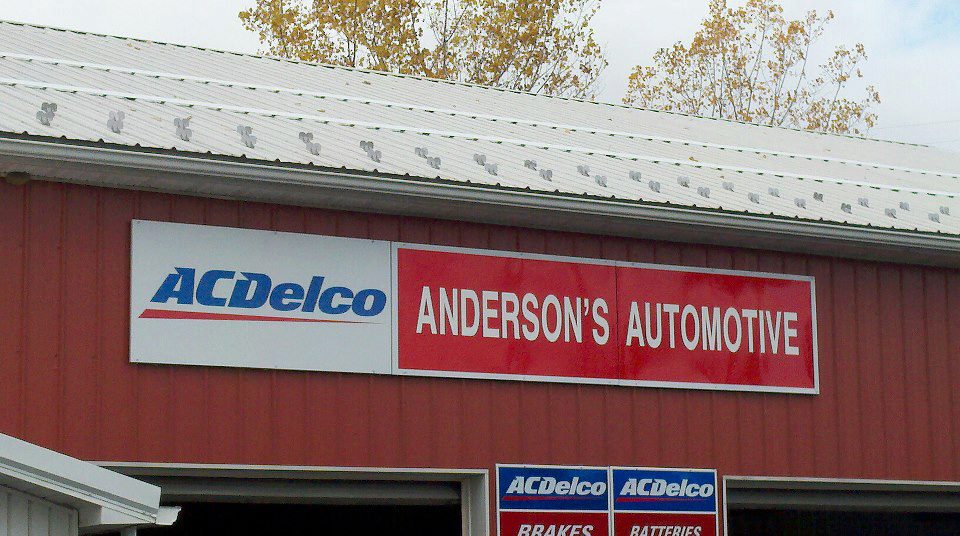 ACDelco
ANDERSON'S AUTOMOTIVE
ACDelco ACDelco
BRAKES BATTERIES